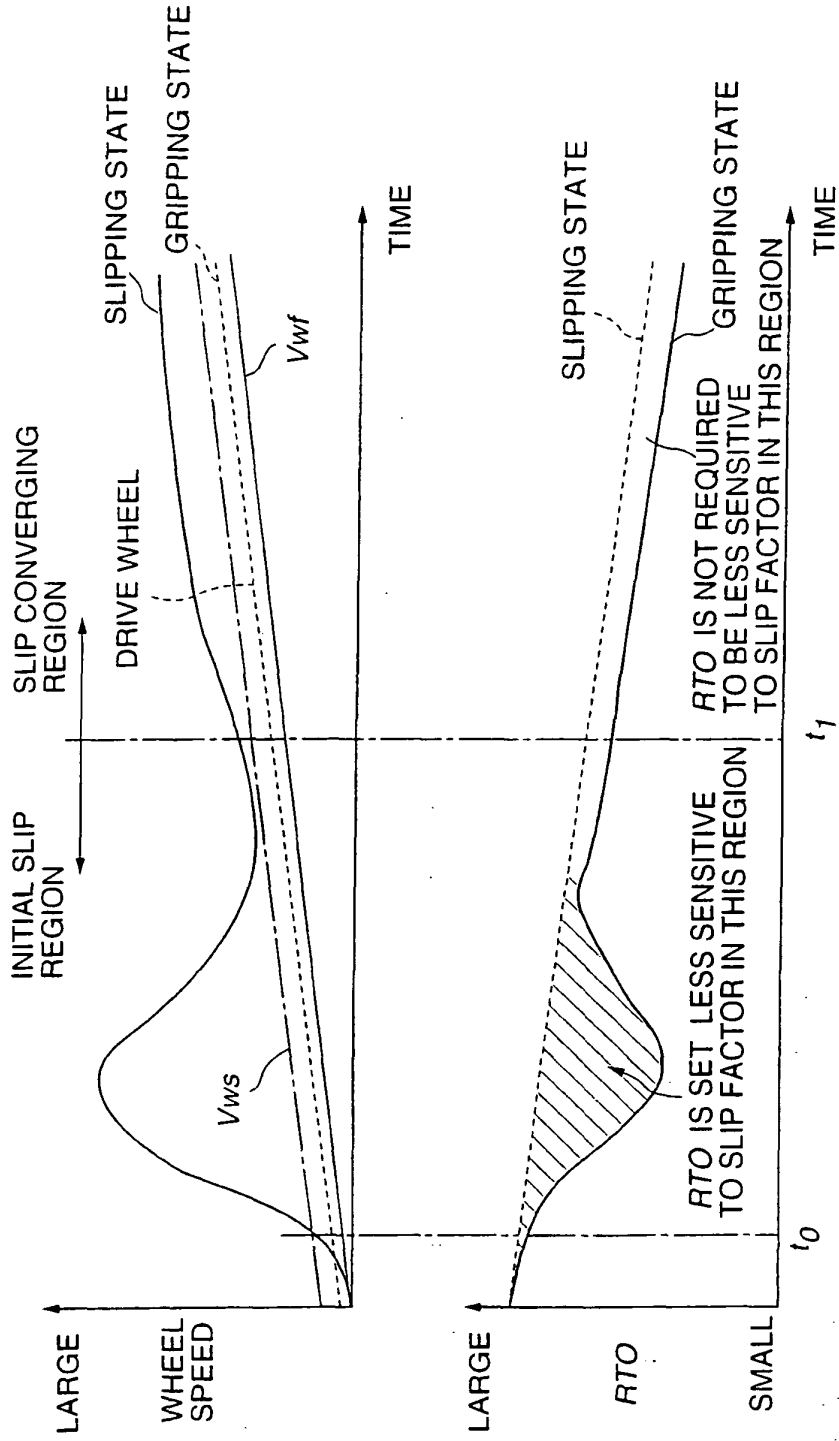 INITIAL SLIP
REGION
SLIP CONVERGING
REGION
LARGE
WHEEL
SPEED
Vws
DRIVE WHEEL
Vwf
SLIPPING STATE
GRIPPING STATE
TIME
LARGE
RTO
SMALL
SLIPPING STATE
GRIPPING STATE
RTO IS SET LESS SENSITIVE
TO SLIP FACTOR IN THIS REGION
RTO IS NOT REQUIRED
TO BE LESS SENSITIVE
TO SLIP FACTOR IN THIS REGION
t0
t1
TIME